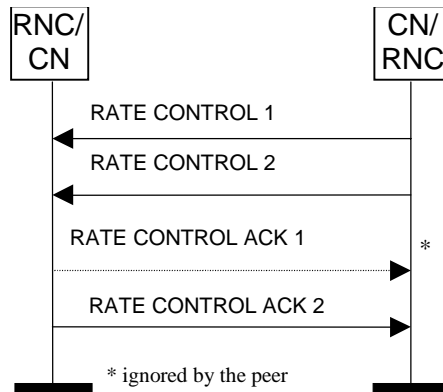 RNC/
CN
CN/
RNC
RATE CONTROL 1
RATE CONTROL 2
RATE CONTROL ACK 1
*
RATE CONTROL ACK 2
* ignored by the peer